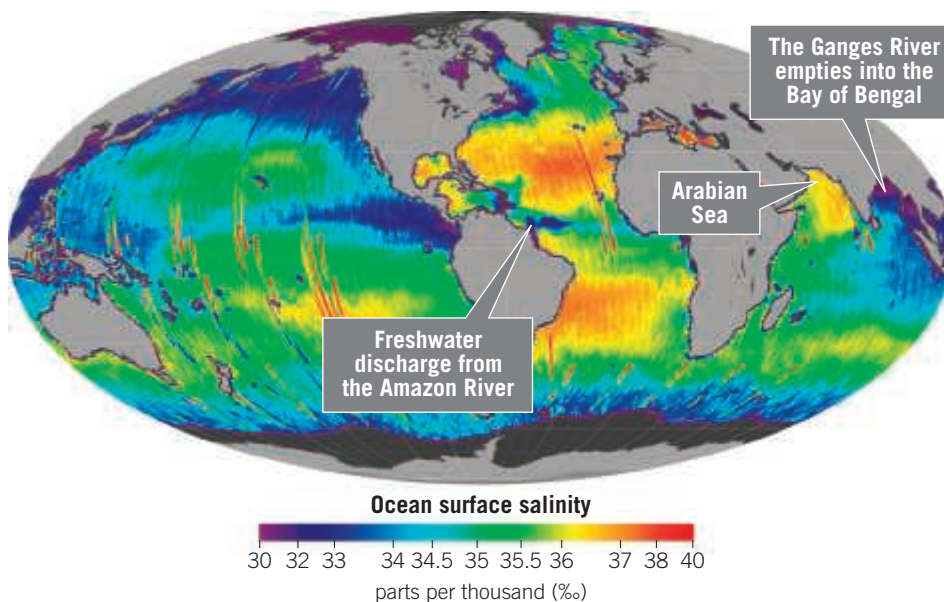 The Ganges River
empties into the
Bay of Bengal
Arabian
Sea
Freshwater
discharge from
the Amazon River
Ocean surface salinity
30 32 33 34 34.5 35 35.5 36 37 38 40
parts per thousand (‰)